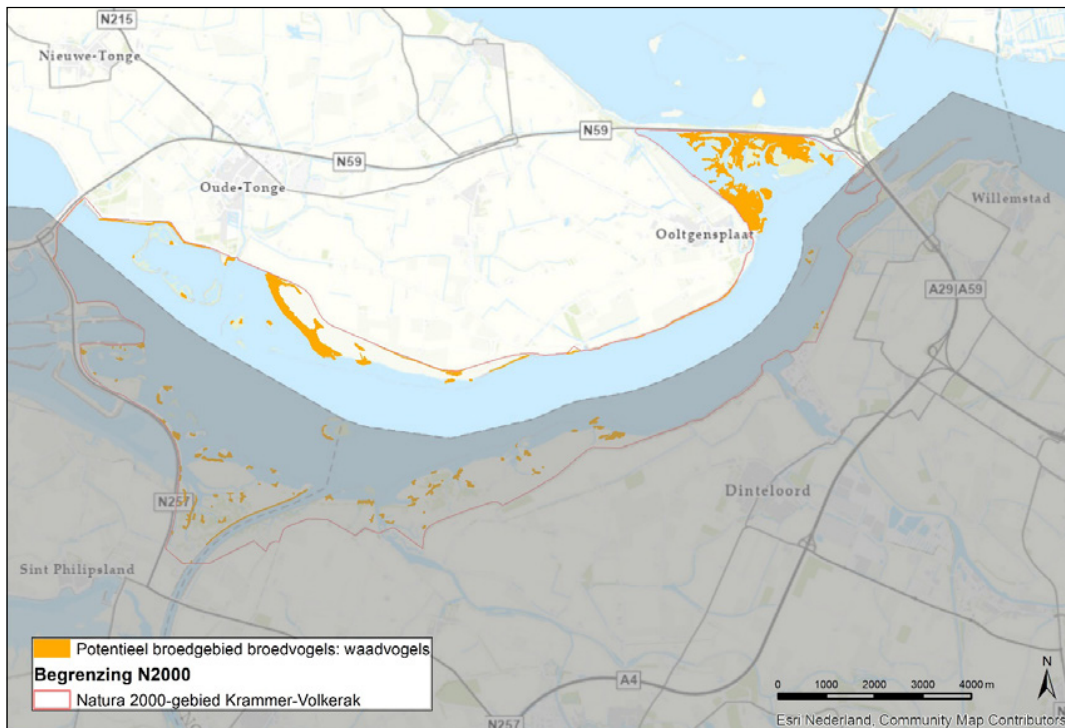 N215
Nieuwe-Tonge
N59
N59
Oude-Tonge
Ooltgensplaat
Willemstad
A29|A59
N257
Dinteloord
Sint Philipsland
A4
N257
Potentieel broedgebied broedvogels: waadvogels
Begrenzing N2000
Natura 2000-gebied Krammer-Volkerak
N
0 1000 2000 3000 4000 m
Esri Nederland, Community Map Contributors